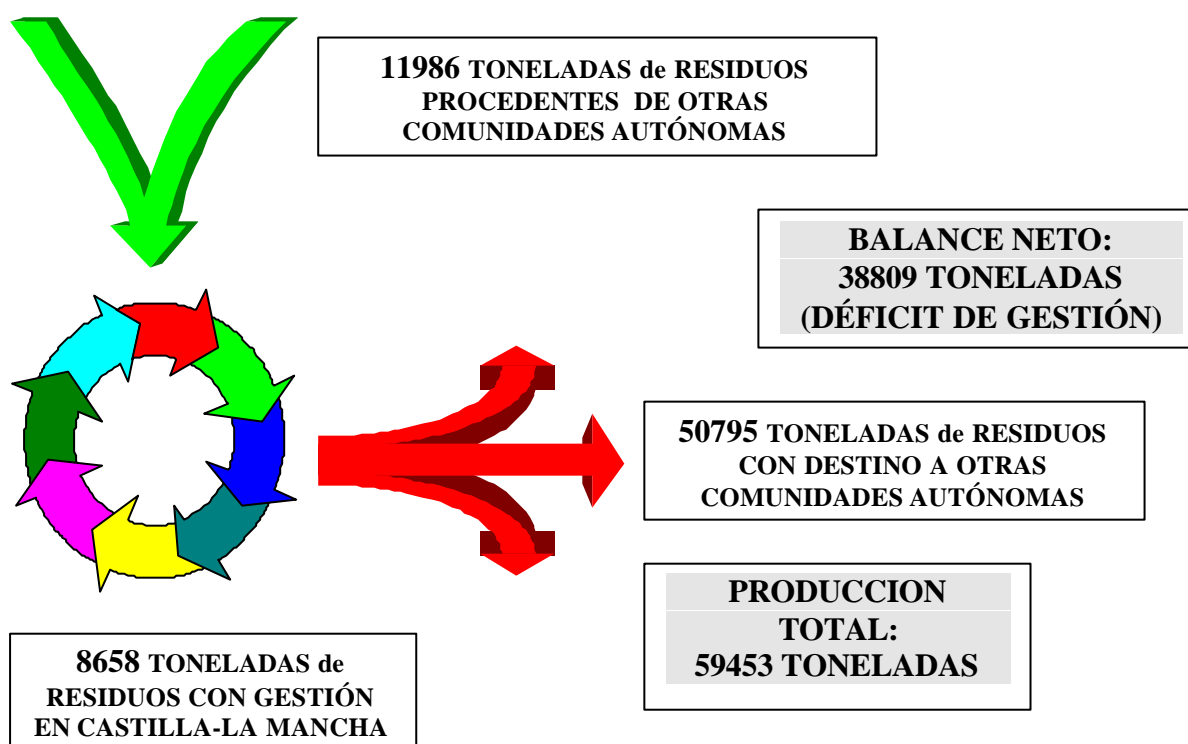 11986 TONELADAS de RESIDUOS
PROCEDENTES DE OTRAS
COMUNIDADES AUTÓNOMAS
BALANCE NETO:
38809 TONELADAS
(DÉFICIT DE GESTIÓN)
50795 TONELADAS de RESIDUOS
CON DESTINO A OTRAS
COMUNIDADES AUTÓNOMAS
PRODUCCION
TOTAL:
59453 TONELADAS
8658 TONELADAS de
RESIDUOS CON GESTIÓN
EN CASTILLA-LA MANCHA